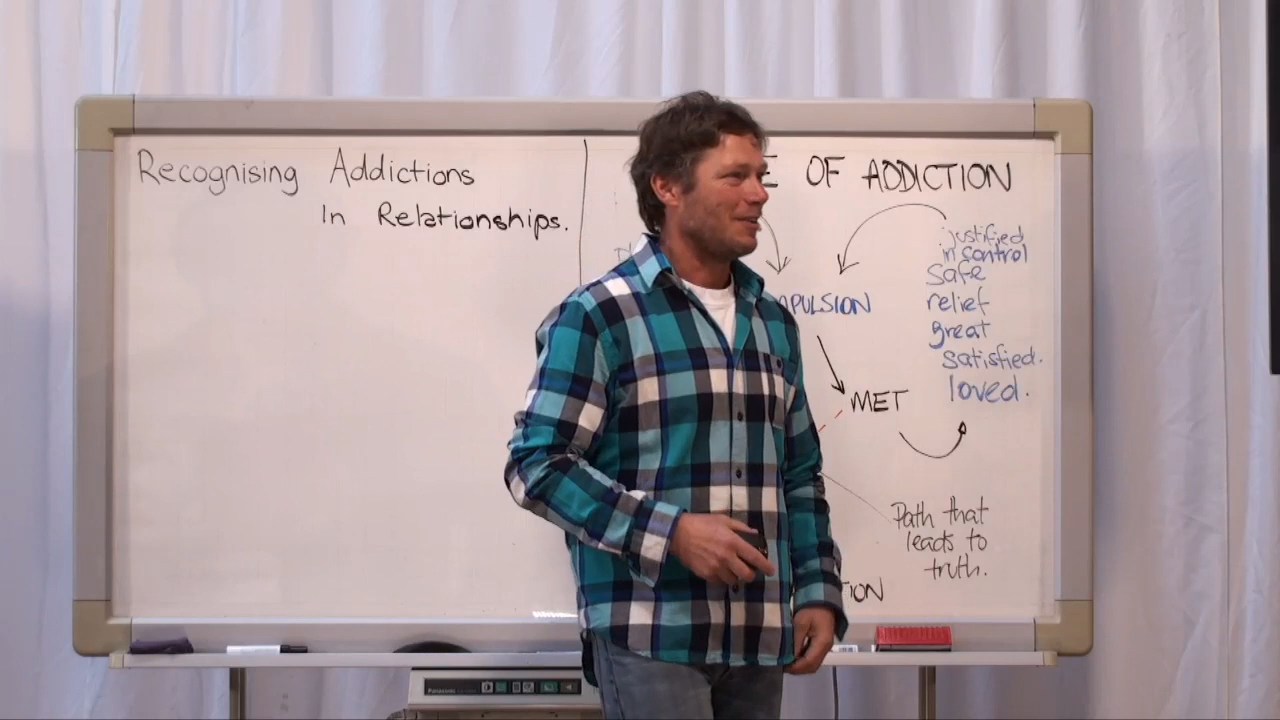 Recognising Addictions
In Relationships.
OF ADDICTION
justified
in control
safe
relief
great
satisfied.
loved.
PULSION
MET
Path that
leads to
truth.
TION
Panasonic